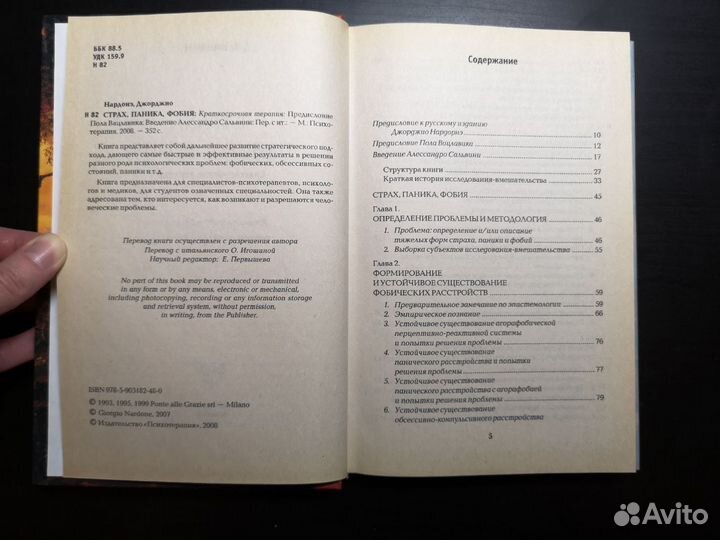 ББК 88.5
УДК 159.9
Н 82
Нардонэ, Джорджио
Н 82 СТРАХ, ПАНИКА, ФОБИЯ: Краткосрочная терапия: Предисловие
Пола Вацлавика: Введение Алессандро Сальвини: Пер. с ит. — М.: Психо-
терапия, 2008. — 352 с.
Книга представляет собой дальнейшее развитие стратегического под-
хода, дающего самые быстрые и эффективные результаты в решении
разного рода психологических проблем: фобических, обсессивных со-
стояний, паники и т.д.
Книга предназначена для специалистов-психотерапевтов, психоло-
гов и медиков, для студентов означенных специальностей. Она также
адресована тем, кто интересуется, как возникают и разрешаются челове-
ческие проблемы.
Перевод книги осуществлен с разрешения автора
Перевод с итальянского О. Игошиной
Научный редактор: Е. Первышева
No part of this book may be reproduced or transmitted
in any form or by any means, electronic or mechanical,
including photocopying, recording or any information storage
and retrieval system, without permission,
in writing, from the Publisher.
ISBN 978-5-903182-48-0
© 1993, 1995, 1999 Ponte alle Grazie srl — Milano
© Giorgio Nardone, 2007
© Издательство «Психотерапия», 2008
Содержание
Предисловие к русскому изданию
Джорджио Нардонэ 10
Предисловие Пола Вацлавика 12
Введение Алессандро Сальвини 17
Структура книги 27
Краткая история исследования-вмешательства 33
СТРАХ, ПАНИКА, ФОБИЯ 45
Глава 1.
ОПРЕДЕЛЕНИЕ ПРОБЛЕМЫ И МЕТОДОЛОГИЯ 46
1. Проблема: определение и/или описание
тяжелых форм страха, паники и фобий 46
2. Выборка субъектов исследования-вмешательства 55
Глава 2.
ФОРМИРОВАНИЕ
И УСТОЙЧИВОЕ СУЩЕСТВОВАНИЕ
ФОБИЧЕСКИХ РАССТРОЙСТВ 59
1. Предварительное замечание по эпистемологии 59
2. Эмпирическое познание 66
3. Устойчивое существование агорафобической
перцептивно-реактивной системы
и попытки решения проблемы 76
4. Устойчивое существование
панического расстройства и попытки
решения проблемы 77
5. Устойчивое существование
панического расстройства с агорафобией
и попытки решения проблемы 79
6. Устойчивое существование
обсессивно-компульсивного расстройства
5
Avito